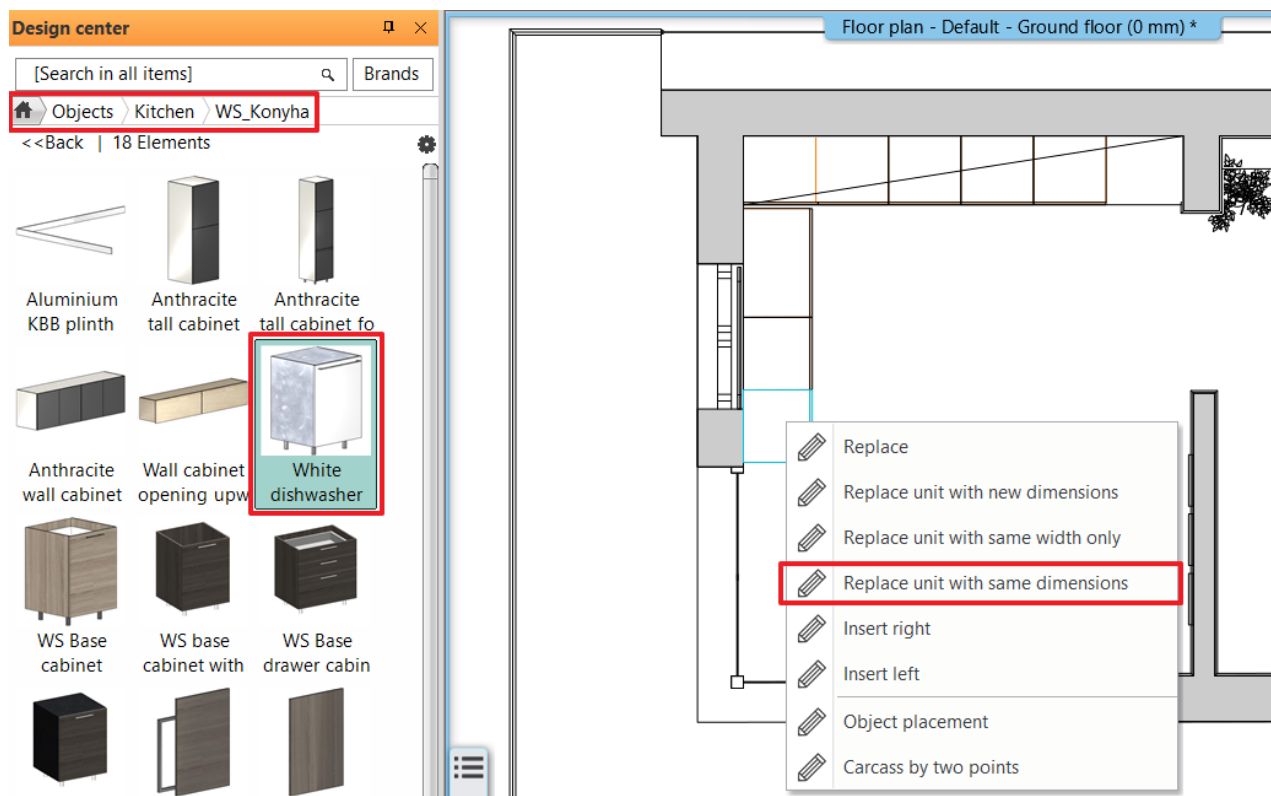 Design center
[Search in all items]
Brands
Objects
Kitchen
WS_Konyha
<<Back | 18 Elements
Aluminium
KBB plinth
Anthracite
tall cabinet
Anthracite
tall cabinet fo
Anthracite
wall cabinet
Wall cabinet
opening upw
White
dishwasher
WS Base
cabinet
WS base
cabinet with
WS Base
drawer cabin
Floor plan - Default - Ground floor (0 mm) *
Replace
Replace unit with new dimensions
Replace unit with same width only
Replace unit with same dimensions
Insert right
Insert left
Object placement
Carcass by two points